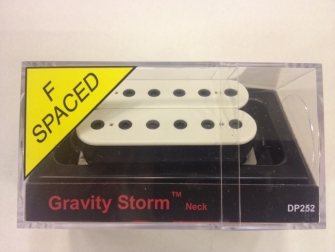 F
SPACED
Gravity Storm™ Neck
DP252